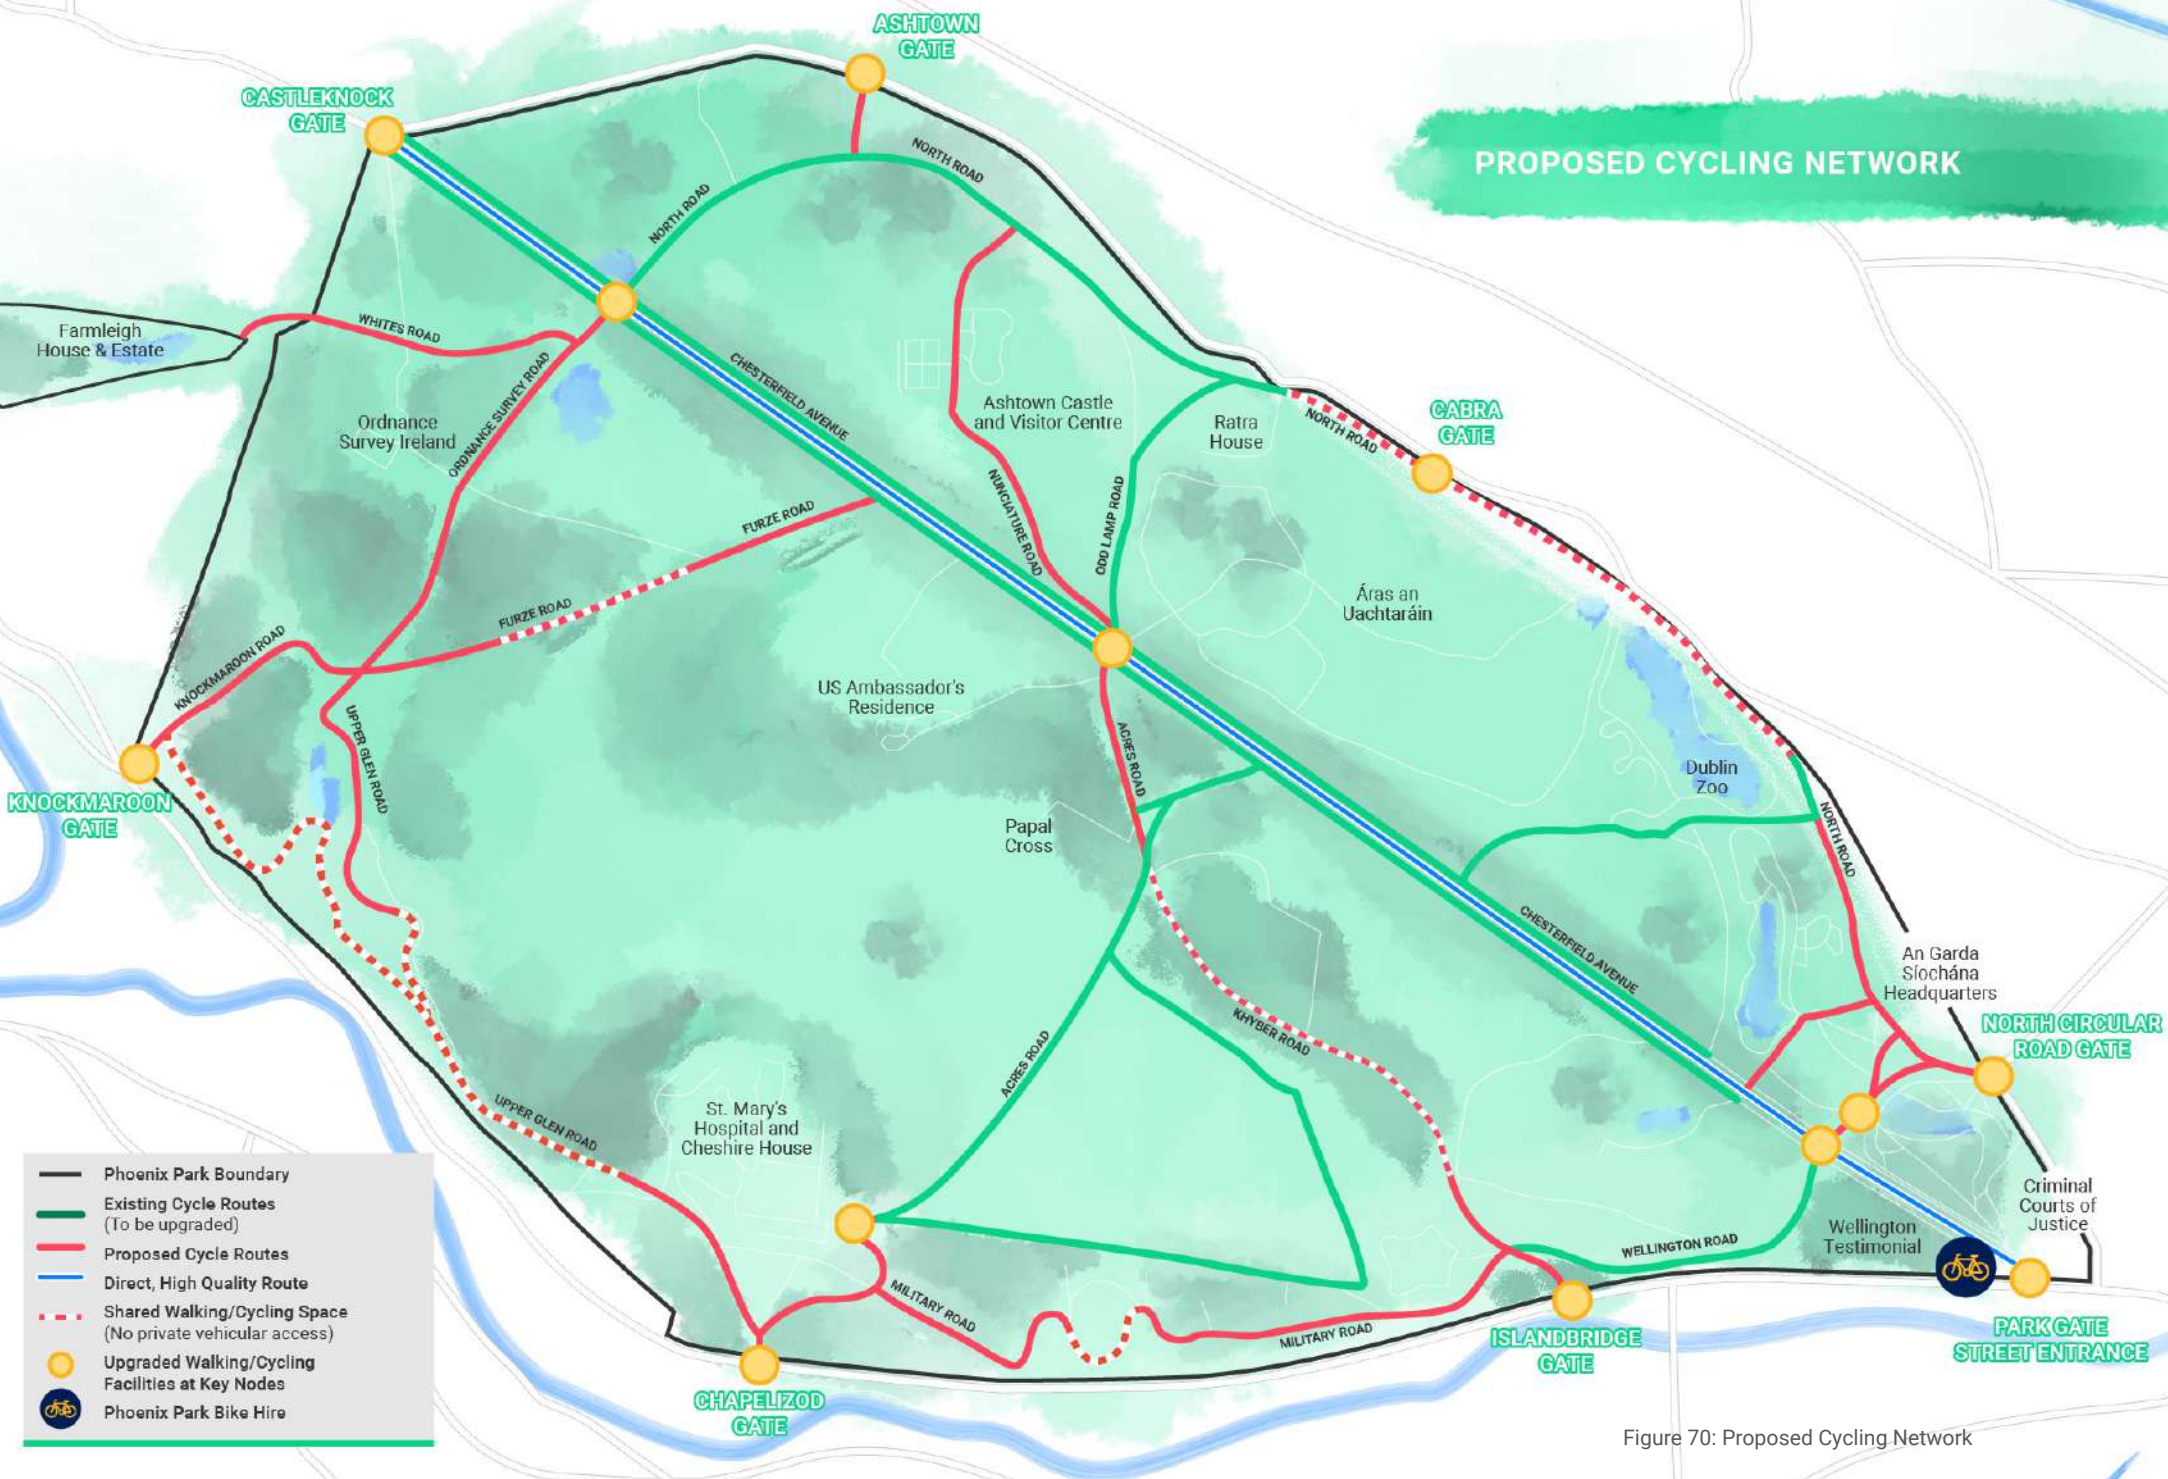 PROPOSED CYCLING NETWORK
ASHTOWN
GATE
CASTLEKNOCK
GATE
NORTH ROAD
NORTH ROAD
Farmleigh
House & Estate
WHITES ROAD
ORDNANCE SURVEY ROAD
Ordnance
Survey Ireland
CHESTERFIELD AVENUE
Ashtown Castle
and Visitor Centre
Ratra
House
NORTH ROAD
CABRA
GATE
NUNCIATURE ROAD
ODD LAMP ROAD
FURZE ROAD
FURZE ROAD
Áras an
Uachtaráin
KNOCKMAROON ROAD
US Ambassador's
Residence
UPPER GLEN ROAD
ACRES ROAD
KNOCKMAROON
GATE
Dublin
Zoo
Papal
Cross
NORTH ROAD
CHESTERFIELD AVENUE
An Garda
Síochána
Headquarters
NORTH CIRCULAR
ROAD GATE
KHYBER ROAD
ACRES ROAD
UPPER GLEN ROAD
St. Mary's
Hospital and
Cheshire House
Criminal
Courts of
Justice
Wellington
Testimonial
WELLINGTON ROAD
MILITARY ROAD
MILITARY ROAD
ISLANDBRIDGE
GATE
PARK GATE
STREET ENTRANCE
CHAPELIZOD
GATE
Phoenix Park Boundary
Existing Cycle Routes
(To be upgraded)
Proposed Cycle Routes
Direct, High Quality Route
Shared Walking/Cycling Space
(No private vehicular access)
Upgraded Walking/Cycling
Facilities at Key Nodes
Phoenix Park Bike Hire
Figure 70: Proposed Cycling Network